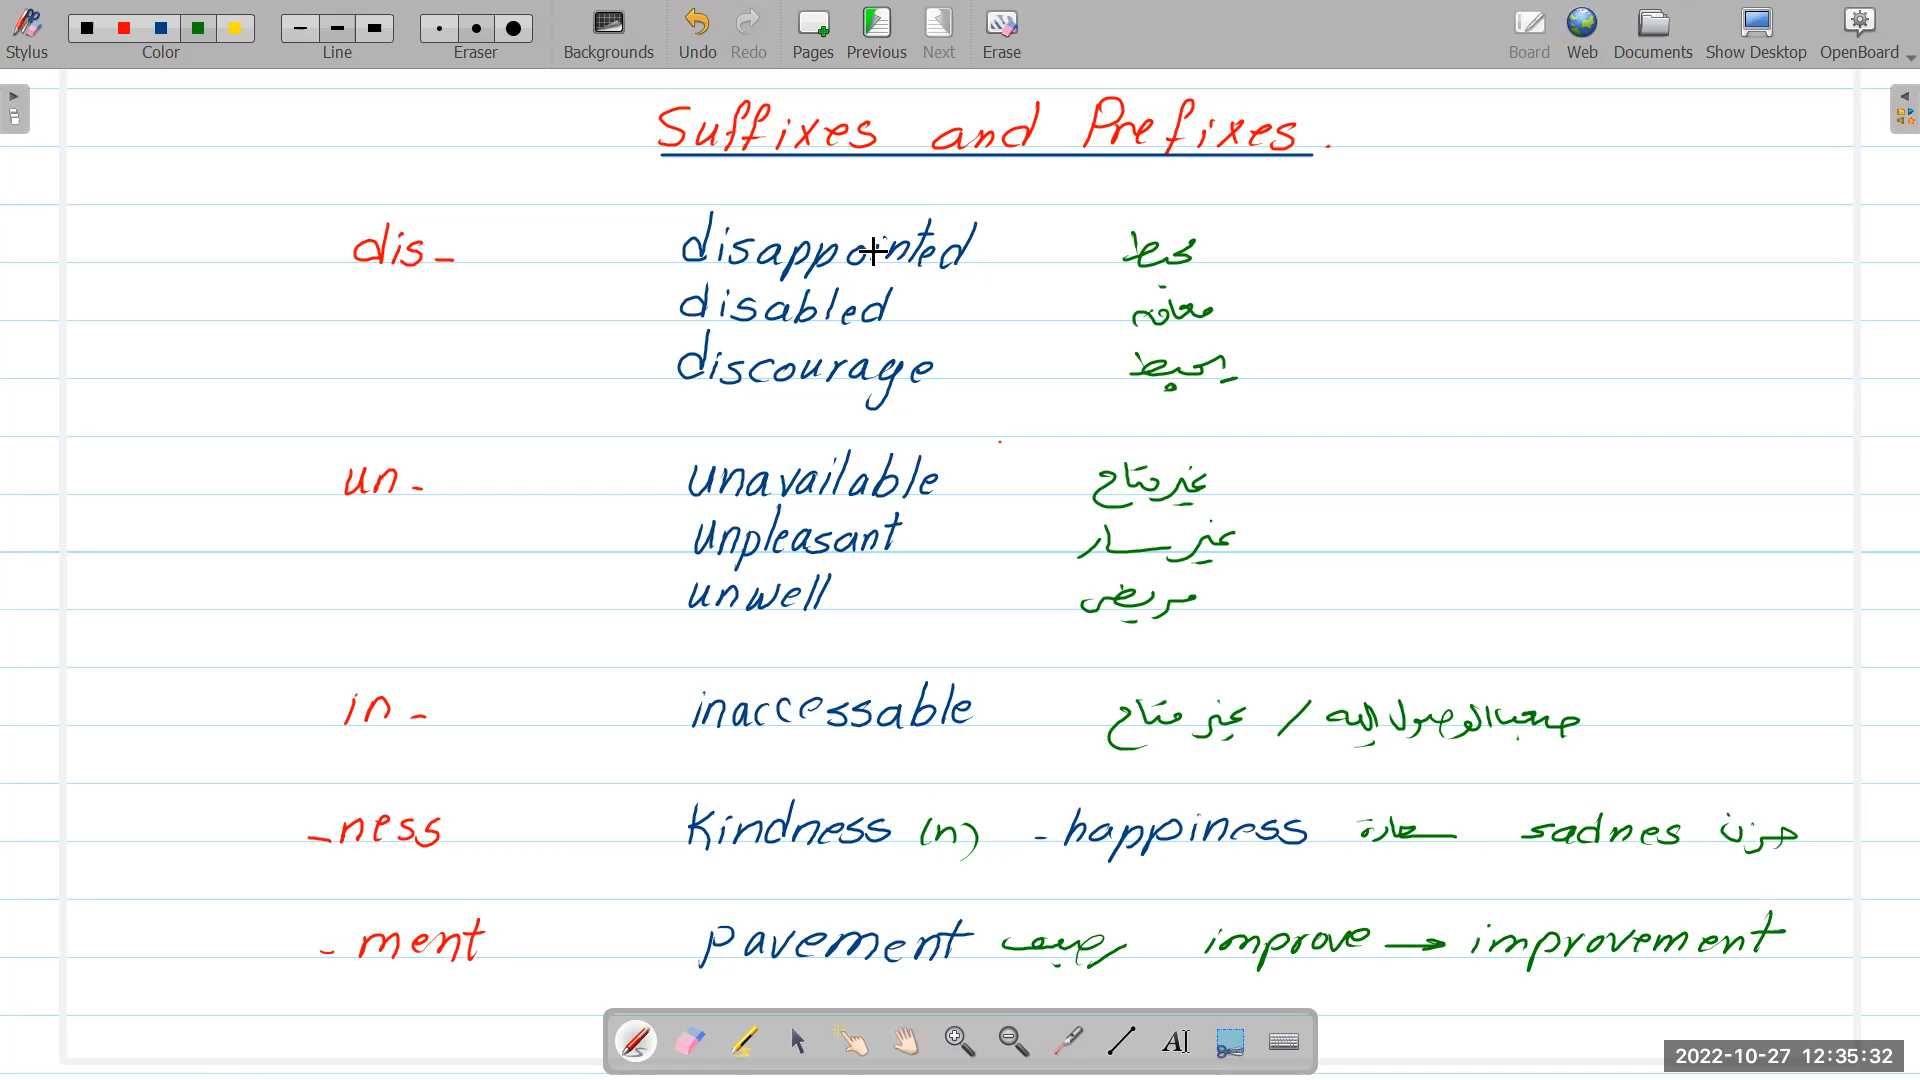 Stylus Color Line Eraser Backgrounds Undo Redo Pages Previous Next Erase Board Web Documents Show Desktop OpenBoard
Suffixes and Prefixes.
dis- disappointed محبط
disabled
discourage يحبط
un- unavailable غير متاح
unpleasant غير سار
unwell مريض
in- inaccessable صعب الوصول اليه / غير متاح
-ness Kindness (n) - happiness سعادة sadnes حزن
- ment pavement رصيف improve → improvement
2022-10-27 12:35:32